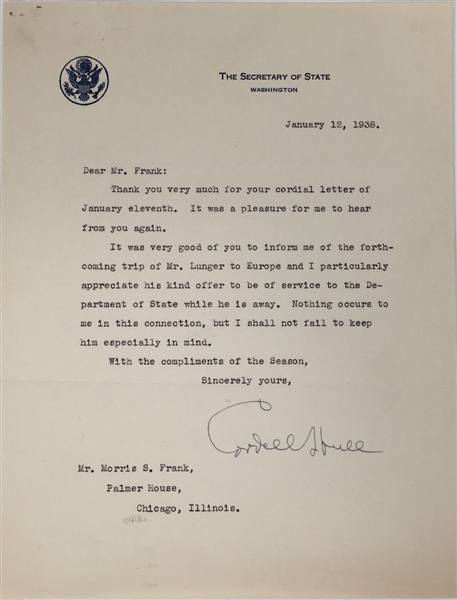 THE SECRETARY OF STATE
WASHINGTON
January 12, 1938.
Dear Mr. Frank:
Thank you very much for your cordial letter of
January eleventh. It was a pleasure for me to hear
from you again.
It was very good of you to inform me of the forth-
coming trip of Mr. Lunger to Europe and I particularly
appreciate his kind offer to be of service to the De-
partment of State while he is away. Nothing occurs to
me in this connection, but I shall not fail to keep
him especially in mind.
With the compliments of the Season,
Sincerely yours,
Cordell Hull
Mr. Morris S. Frank,
Palmer House,
Chicago, Illinois.